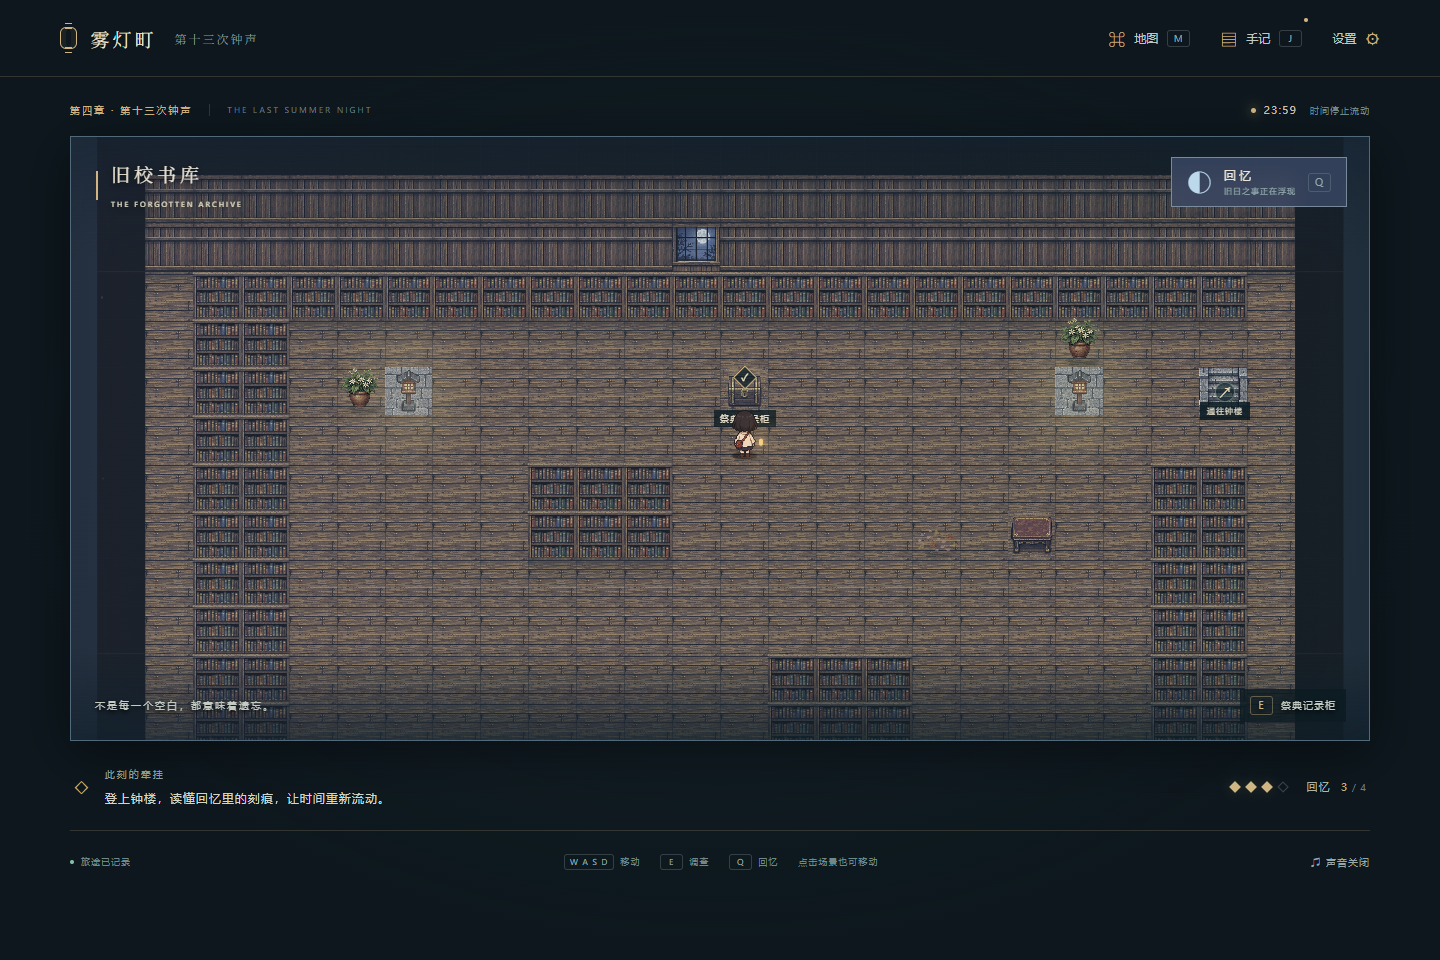 雾灯町
第十三次钟声
地图 M
手记 J
设置
第四章 · 第十三次钟声
THE LAST SUMMER NIGHT
23:59 时间停止流动
旧校书库
THE FORGOTTEN ARCHIVE
回忆
旧日之事正在浮现
Q
通往钟楼
不是每一个空白，都意味着遗忘。
E 祭典记录柜
此刻的牵挂
登上钟楼，读懂回忆里的刻痕，让时间重新流动。
回忆 3 / 4
旅途已记录
WASD 移动 E 调查 Q 回忆 点击场景也可移动
声音关闭